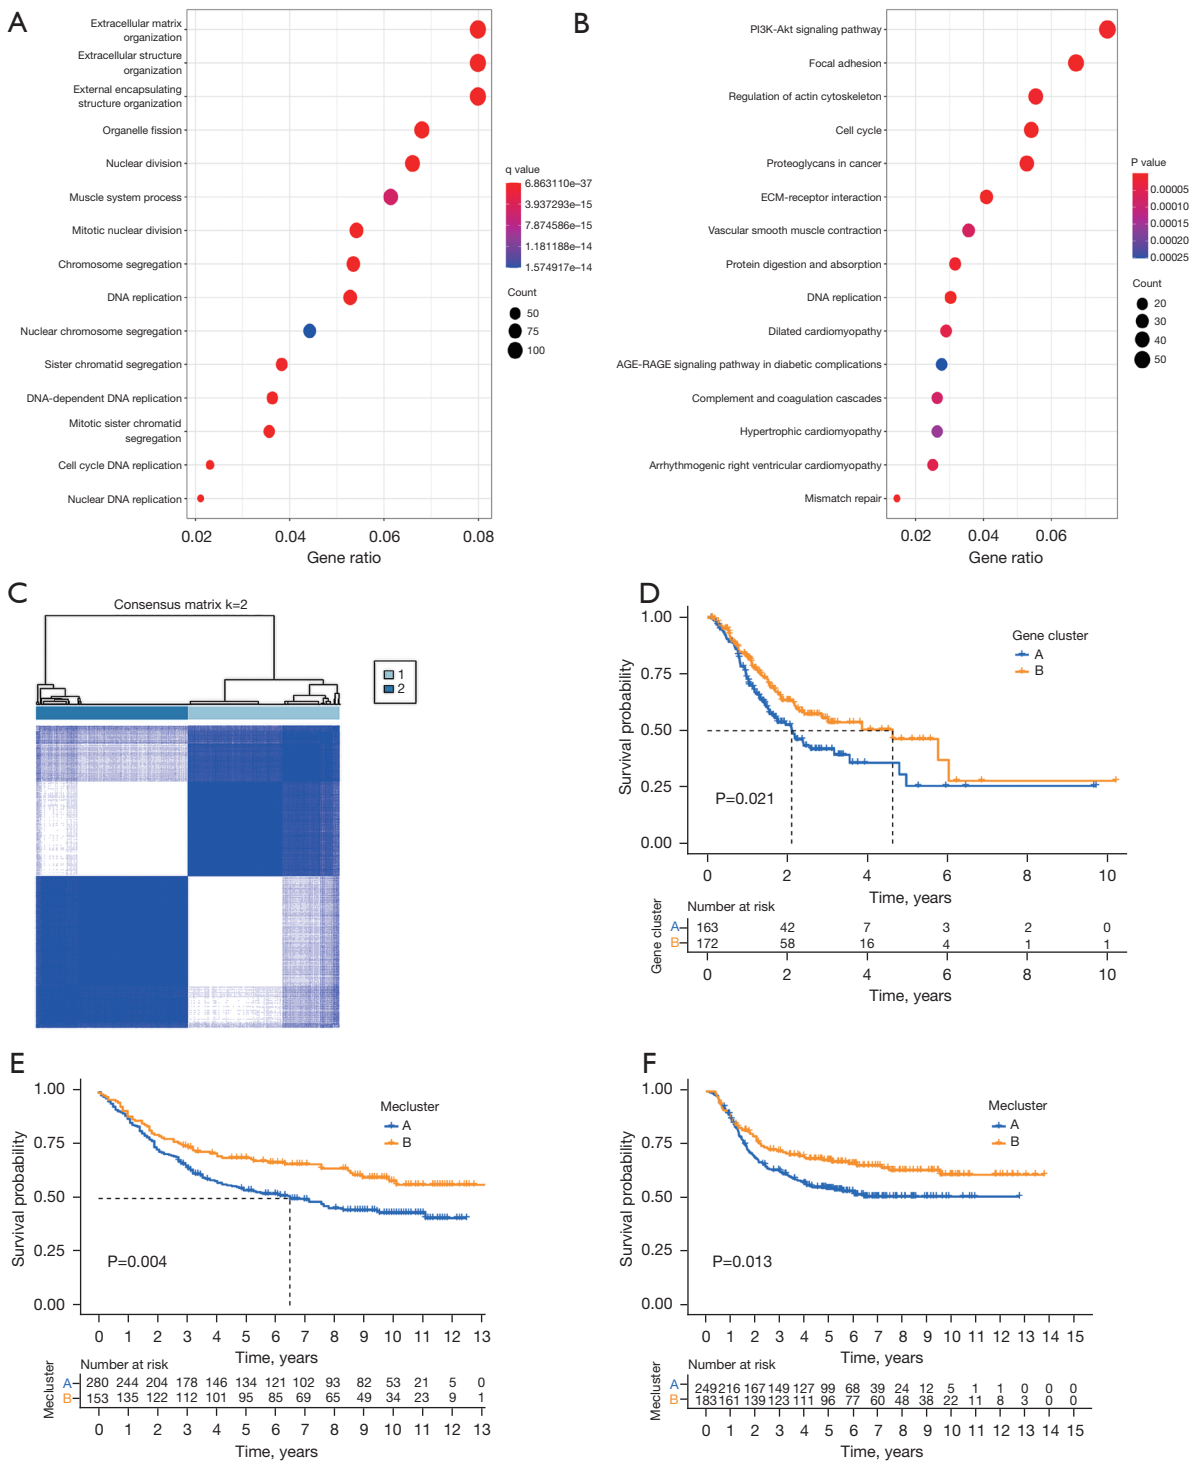 A
Extracellular matrix
organization
Extracellular structure
organization
External encapsulating
structure organization
Organelle fission
Nuclear division
Muscle system process
Mitotic nuclear division
Chromosome segregation
DNA replication
Nuclear chromosome segregation
Sister chromatid segregation
DNA-dependent DNA replication
Mitotic sister chromatid
segregation
Cell cycle DNA replication
Nuclear DNA replication
0.02 0.04 0.06 0.08
Gene ratio
q value
6.863110e–37
3.937293e–15
7.874586e–15
1.181188e–14
1.574917e–14
Count
50
75
100
B
PI3K-Akt signaling pathway
Focal adhesion
Regulation of actin cytoskeleton
Cell cycle
Proteoglycans in cancer
ECM-receptor interaction
Vascular smooth muscle contraction
Protein digestion and absorption
DNA replication
Dilated cardiomyopathy
AGE-RAGE signaling pathway in diabetic complications
Complement and coagulation cascades
Hypertrophic cardiomyopathy
Arrhythmogenic right ventricular cardiomyopathy
Mismatch repair
0.02 0.04 0.06
Gene ratio
P value
0.00005
0.00010
0.00015
0.00020
0.00025
Count
20
30
40
50
C
Consensus matrix k=2
1
2
D
Survival probability
1.00
0.75
0.50
0.25
0.00
Gene cluster
A
B
P=0.021
0 2 4 6 8 10
Time, years
Gene cluster
Number at risk
A 163 42 7 3 2 0
B 172 58 16 4 1 1
0 2 4 6 8 10
Time, years
E
Survival probability
1.00
0.75
0.50
0.25
0.00
Mecluster
A
B
P=0.004
0 1 2 3 4 5 6 7 8 9 10 11 12 13
Time, years
Mecluster
Number at risk
A 280 244 204 178 146 134 121 102 93 82 53 21 5 0
B 153 135 122 112 101 95 85 69 65 49 34 23 9 1
0 1 2 3 4 5 6 7 8 9 10 11 12 13
Time, years
F
Survival probability
1.00
0.75
0.50
0.25
0.00
Mecluster
A
B
P=0.013
0 1 2 3 4 5 6 7 8 9 10 11 12 13 14 15
Time, years
Mecluster
Number at risk
A 249 216 167 149 127 99 68 39 24 12 5 1 1 0 0 0
B 183 161 139 123 111 96 77 60 48 38 22 11 8 3 0 0
0 1 2 3 4 5 6 7 8 9 10 11 12 13 14 15
Time, years